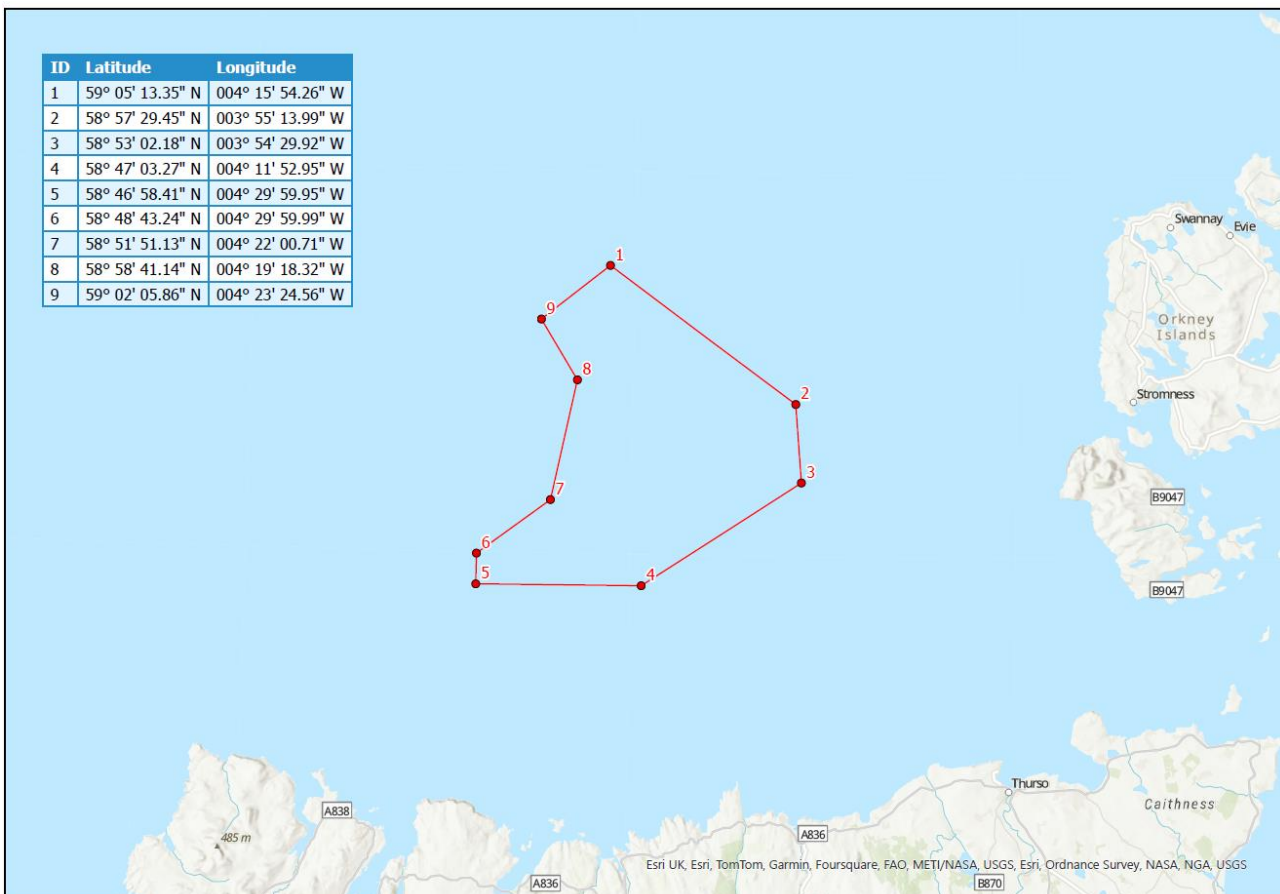 ID Latitude Longitude
1 59° 05' 13.35" N 004° 15' 54.26" W
2 58° 57' 29.45" N 003° 55' 13.99" W
3 58° 53' 02.18" N 003° 54' 29.92" W
4 58° 47' 03.27" N 004° 11' 52.95" W
5 58° 46' 58.41" N 004° 29' 59.95" W
6 58° 48' 43.24" N 004° 29' 59.99" W
7 58° 51' 51.13" N 004° 22' 00.71" W
8 58° 58' 41.14" N 004° 19' 18.32" W
9 59° 02' 05.86" N 004° 23' 24.56" W
Swannay
Evie
1
9
Orkney
Islands
8
2
Stromness
3
7
B9047
6
5
4
B9047
Thurso
A838
Caithness
485 m
A836
Esri UK, Esri, TomTom, Garmin, Foursquare, FAO, METI/NASA, USGS, Esri, Ordnance Survey, NASA, NGA, USGS
A836
B870